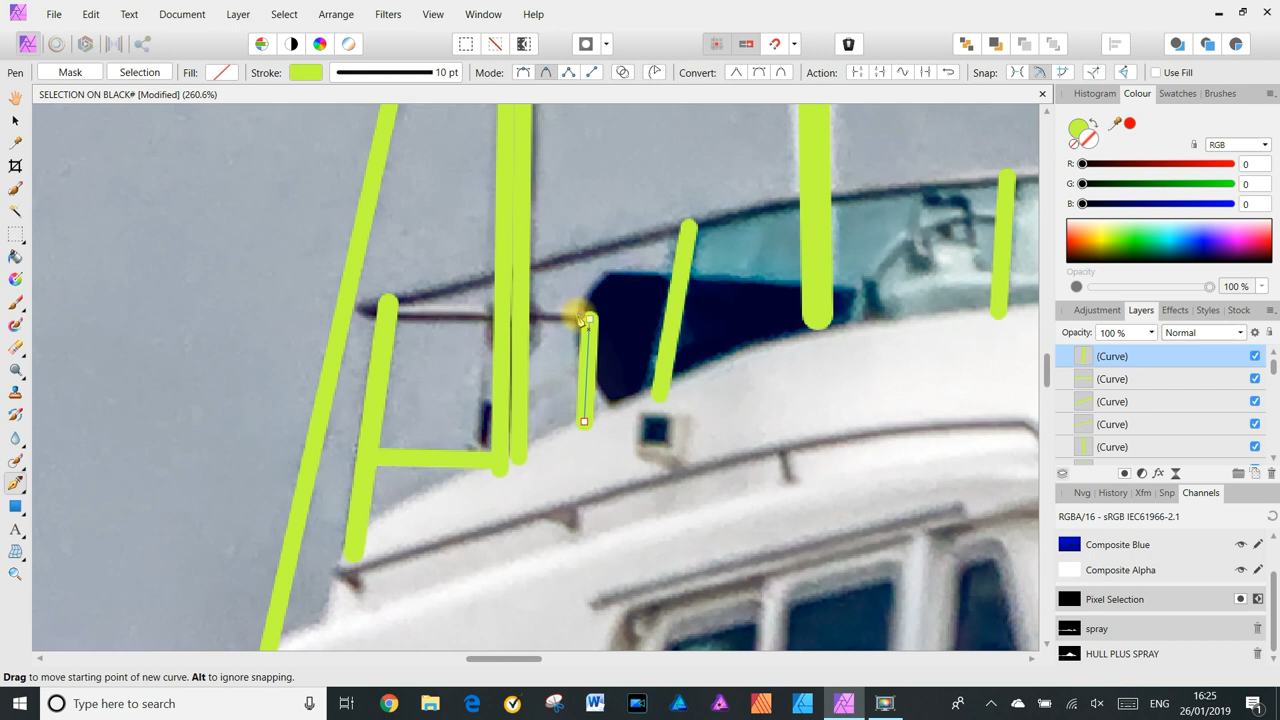 File Edit Text Document Layer Select Arrange Filters View Window Help
Pen Mask Selection Fill: Stroke: 10 pt Mode: Convert: Action: Snap: Use Fill
SELECTION ON BLACK# [Modified] (260.6%)
Histogram Colour Swatches Brushes
RGB
R: 0
G: 0
B: 0
Opacity
100 %
Adjustment Layers Effects Styles Stock
Opacity: 100 % Normal
(Curve)
(Curve)
(Curve)
(Curve)
(Curve)
Nvg History Xfm Snp Channels
RGBA/16 - sRGB IEC61966-2.1
Composite Blue
Composite Alpha
Pixel Selection
spray
HULL PLUS SPRAY
Drag to move starting point of new curve. Alt to ignore snapping.
Type here to search
ENG
16:25
26/01/2019